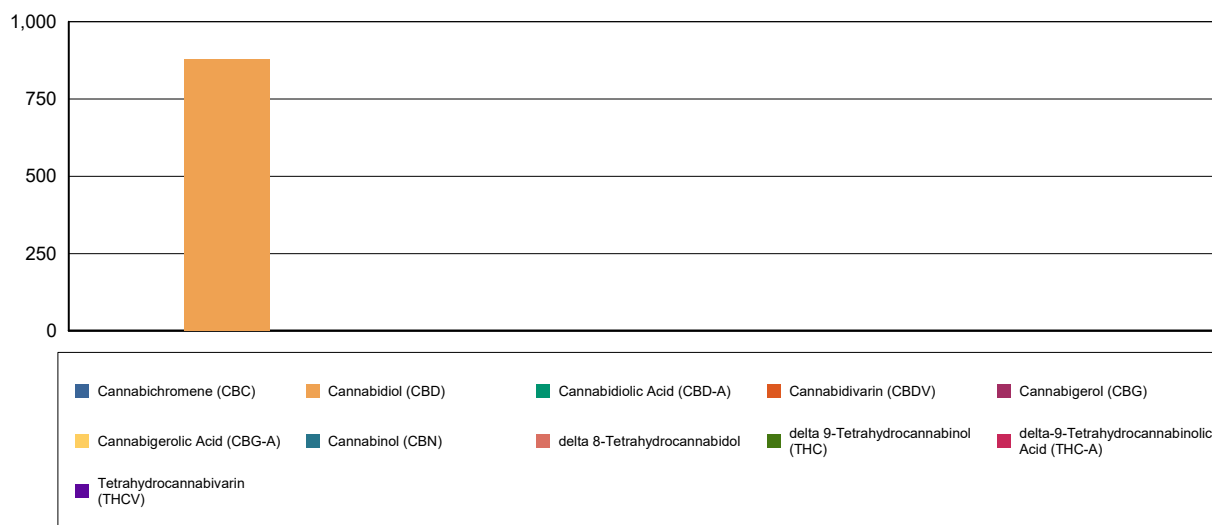 1,000
750
500
250
0
Cannabichromene (CBC)
Cannabidiol (CBD)
Cannabidiolic Acid (CBD-A)
Cannabidivarin (CBDV)
Cannabigerol (CBG)
Cannabigerolic Acid (CBG-A)
Cannabinol (CBN)
delta 8-Tetrahydrocannabidol
delta 9-Tetrahydrocannabinol
(THC)
delta-9-Tetrahydrocannabinolic
Acid (THC-A)
Tetrahydrocannabivarin
(THCV)